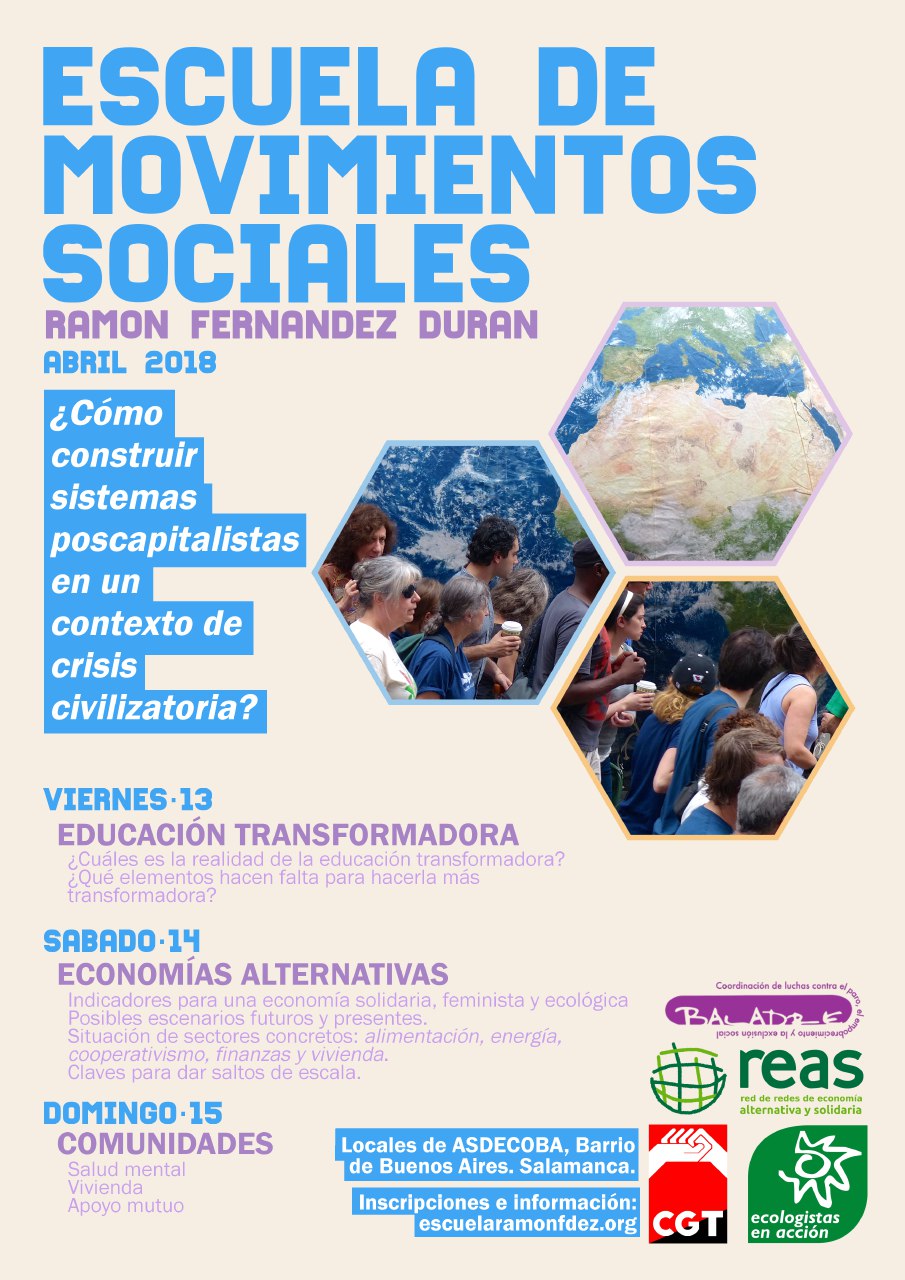 ESCUELA DE
MOVIMIENTOS
SOCIALES
RAMON FERNANDEZ DURAN
ABRIL 2018
¿Cómo
construir
sistemas
poscapitalistas
en un
contexto de
crisis
civilizatoria?
VIERNES·13
EDUCACIÓN TRANSFORMADORA
¿Cuáles es la realidad de la educación transformadora?
¿Qué elementos hacen falta para hacerla más
transformadora?
SABADO·14
ECONOMÍAS ALTERNATIVAS
Indicadores para una economía solidaria, feminista y ecológica
Posibles escenarios futuros y presentes.
Situación de sectores concretos: alimentación, energía,
cooperativismo, finanzas y vivienda.
Claves para dar saltos de escala.
DOMINGO·15
COMUNIDADES
Salud mental
Vivienda
Apoyo mutuo
Locales de ASDECOBA, Barrio
de Buenos Aires. Salamanca.
Inscripciones e información:
escuelaramonfdez.org
Coordinación de luchas contra el paro, el empobrecimiento y la exclusión social
BALADRE
reas
red de redes de economía
alternativa y solidaria
CGT
ecologistas
en acción